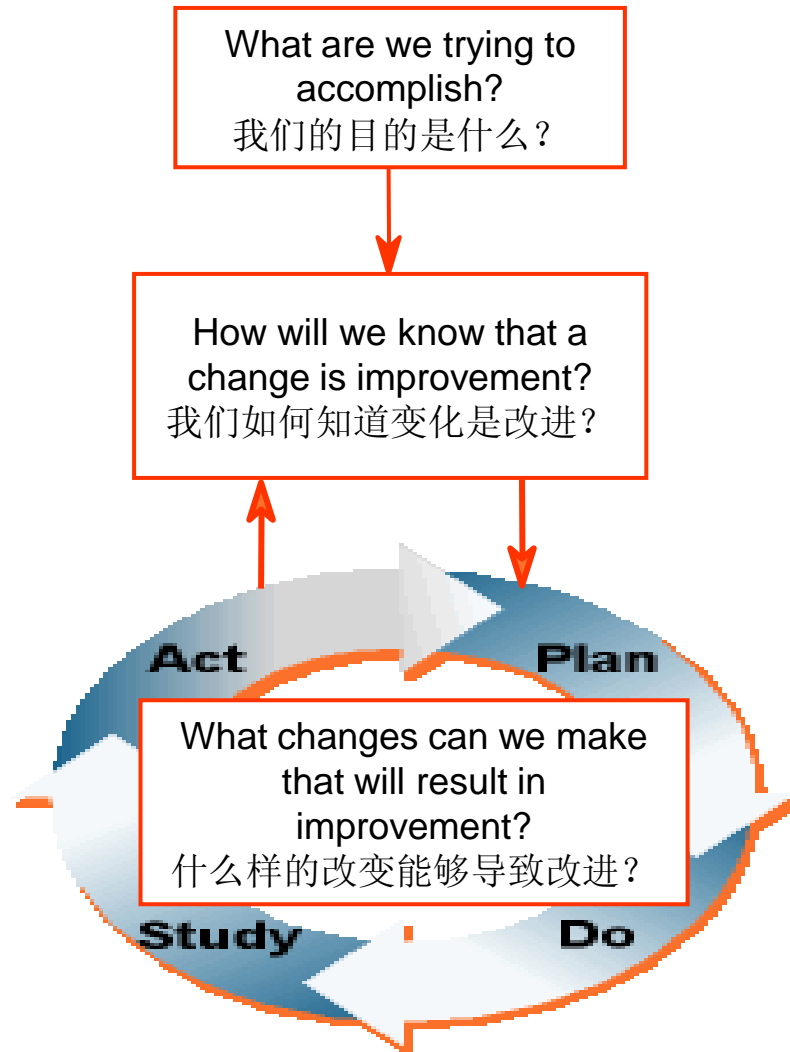 What are we trying to
accomplish?
我们的目的是什么？
How will we know that a
change is improvement?
我们如何知道变化是改进？
Act
Plan
What changes can we make
that will result in
improvement?
什么样的改变能够导致改进？
Study
Do